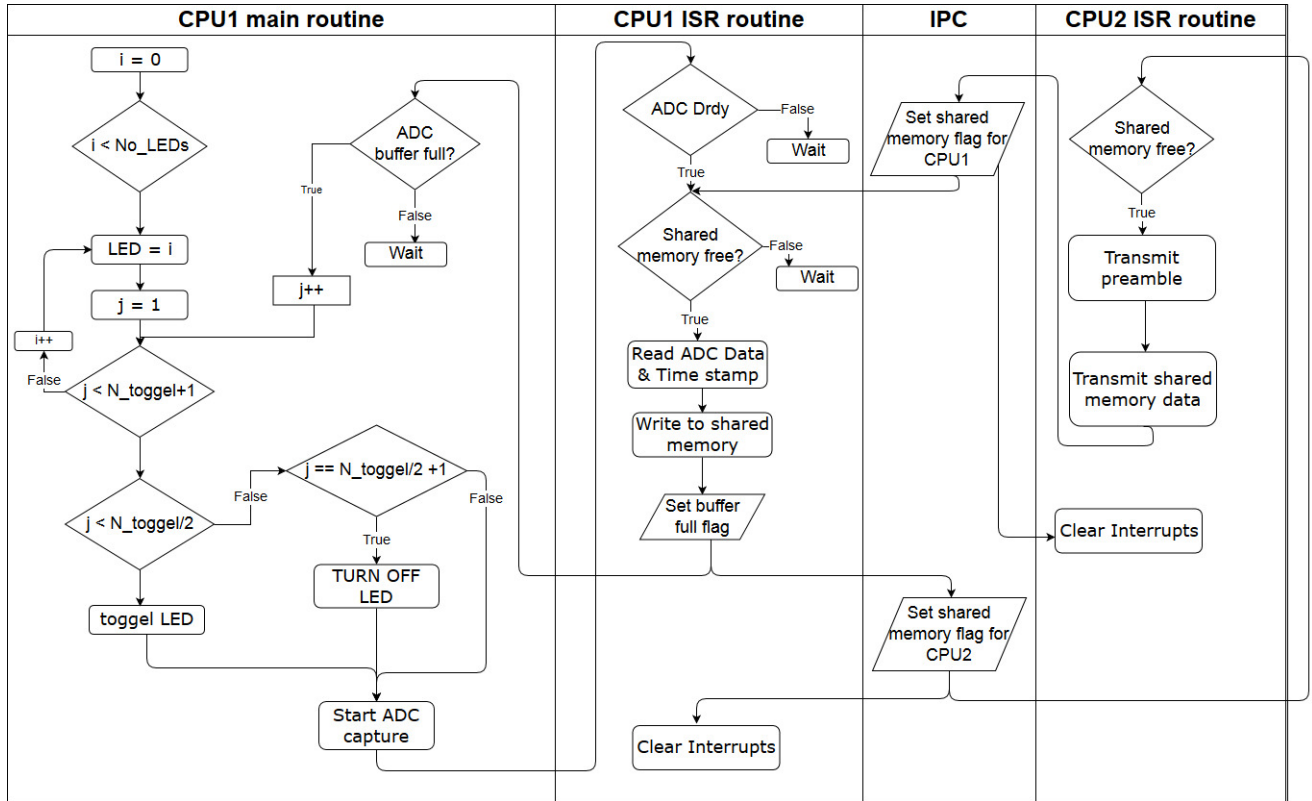 CPU1 main routine
CPU1 ISR routine
IPC
CPU2 ISR routine
i = 0
i < No_LEDs
LED = i
j = 1
i++
False
j < N_toggel+1
j < N_toggel/2
toggel LED
ADC
buffer full?
True
False
Wait
j++
False
j == N_toggel/2 +1
False
True
TURN OFF
LED
Start ADC
capture
ADC Drdy
False
Wait
True
Shared
memory free?
False
Wait
True
Read ADC Data
& Time stamp
Write to shared
memory
Set buffer
full flag
Clear Interrupts
Set shared
memory flag for
CPU1
Set shared
memory flag for
CPU2
Shared
memory free?
True
Transmit
preamble
Transmit shared
memory data
Clear Interrupts